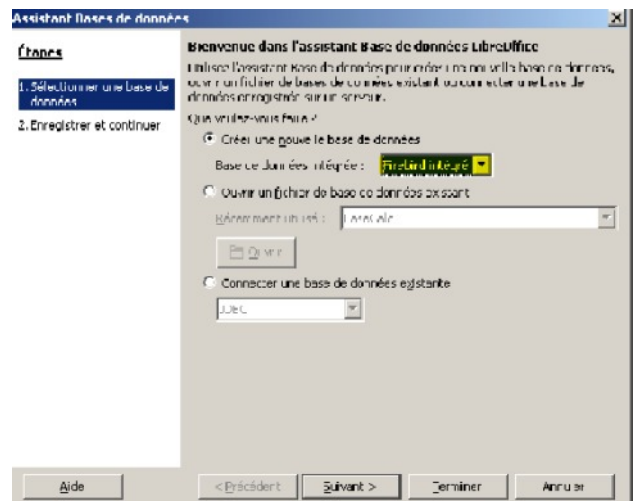 Assistant Bases de données
Étapes
Bienvenue dans l'assistant Base de données LibreOffice
Utilisez l'assistant Base de données pour créer une nouvelle base de données,
ouvrir un fichier de bases de données existant ou connecter une base de
données enregistrée sur un serveur.
1. Sélectionner une base de
données
2. Enregistrer et continuer
Que voulez-vous faire ?
Créer une nouvelle base de données
Base de données intégrée :
Firebird intégré
Ouvrir un fichier de base de données existant
Récemment utilisé :
Ouvrir
Connecter une base de données existante
JDBC
Aide
< Précédent
Suivant >
Terminer
Annuler